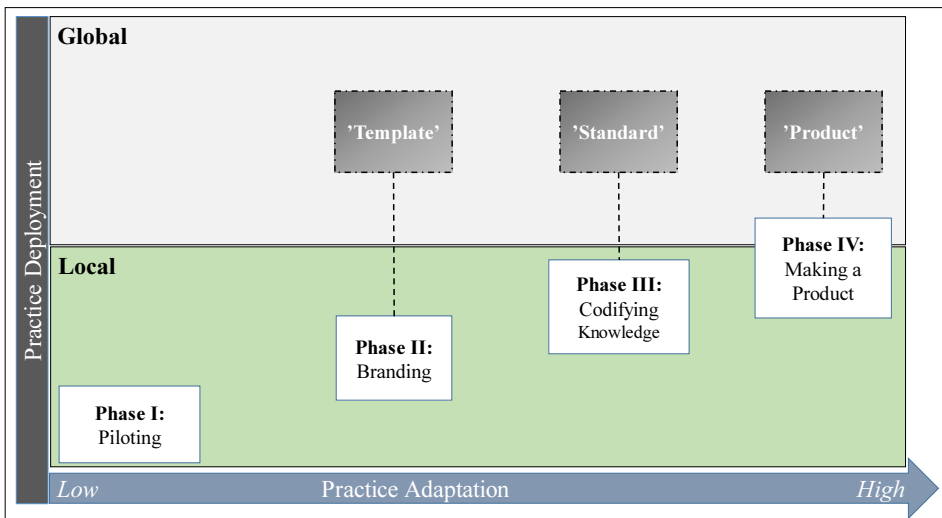 Global
’Template’
’Standard’
’Product’
Practice Deployment
Local
Phase IV:
Making a
Product
Phase III:
Codifying
Knowledge
Phase II:
Branding
Phase I:
Piloting
Low
Practice Adaptation
High